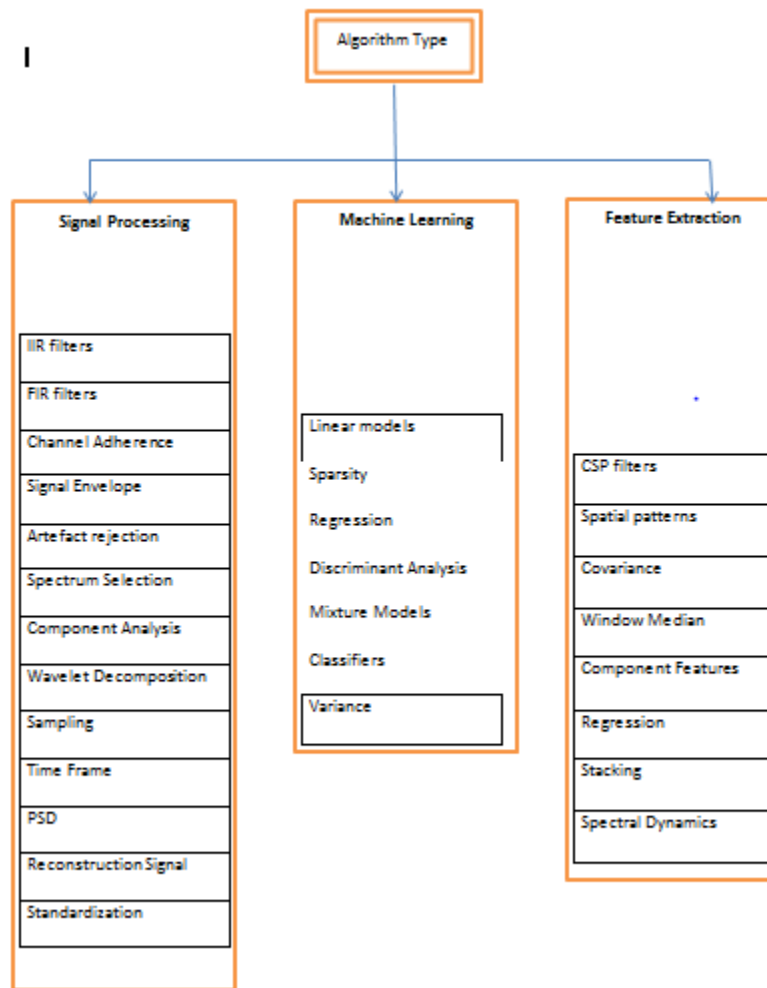 I
Algorithm Type
Signal Processing
IIR filters
FIR filters
Channel Adherence
Signal Envelope
Artefact rejection
Spectrum Selection
Component Analysis
Wavelet Decomposition
Sampling
Time Frame
PSD
Reconstruction Signal
Standardization
Machine Learning
Linear models
Sparsity
Regression
Discriminant Analysis
Mixture Models
Classifiers
Variance
Feature Extraction
CSP filters
Spatial patterns
Covariance
Window Median
Component Features
Regression
Stacking
Spectral Dynamics